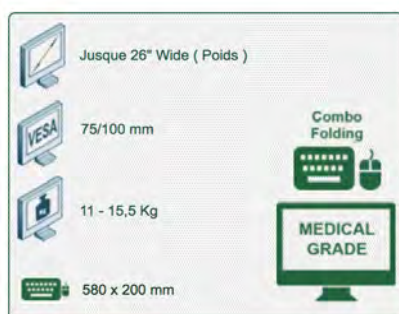 Jusque 26" Wide ( Poids )
VESA
75/100 mm
11 - 15,5 Kg
580 x 200 mm
Combo
Folding
MEDICAL
GRADE